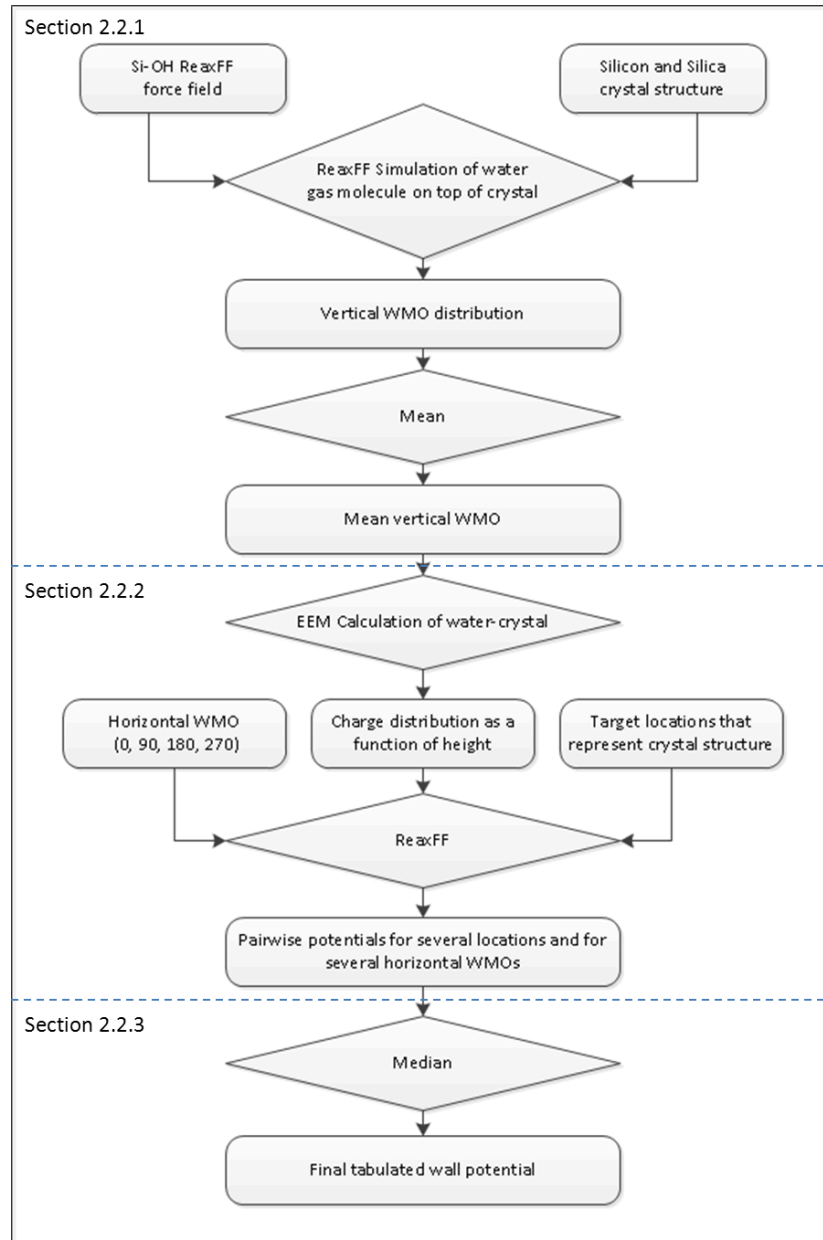 Section 2.2.1
Si-OH ReaxFF
force field
Silicon and Silica
crystal structure
ReaxFF Simulation of water
gas molecule on top of crystal
Vertical WMO distribution
Mean
Mean vertical WMO
Section 2.2.2
EEM Calculation of water-crystal
Horizontal WMO
(0, 90, 180, 270)
Charge distribution as a
function of height
Target locations that
represent crystal structure
ReaxFF
Pairwise potentials for several locations and for
several horizontal WMOs
Section 2.2.3
Median
Final tabulated wall potential